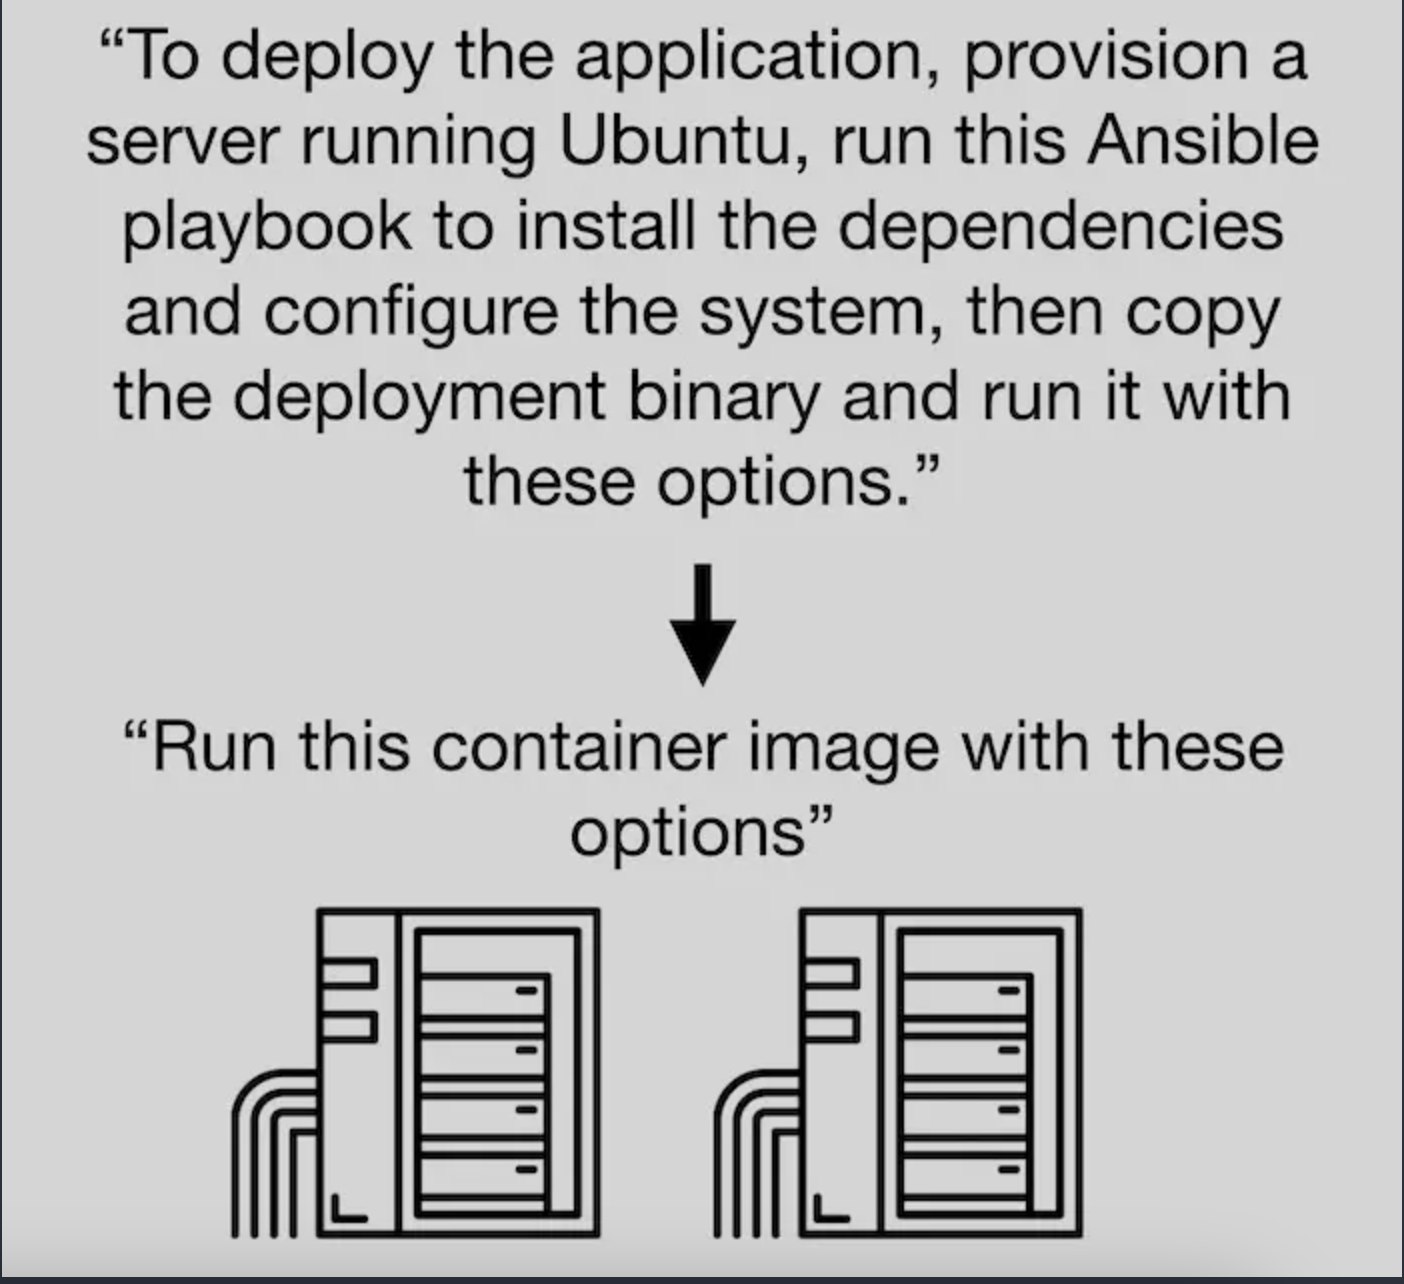 “To deploy the application, provision a
server running Ubuntu, run this Ansible
playbook to install the dependencies
and configure the system, then copy
the deployment binary and run it with
these options.”
“Run this container image with these
options”